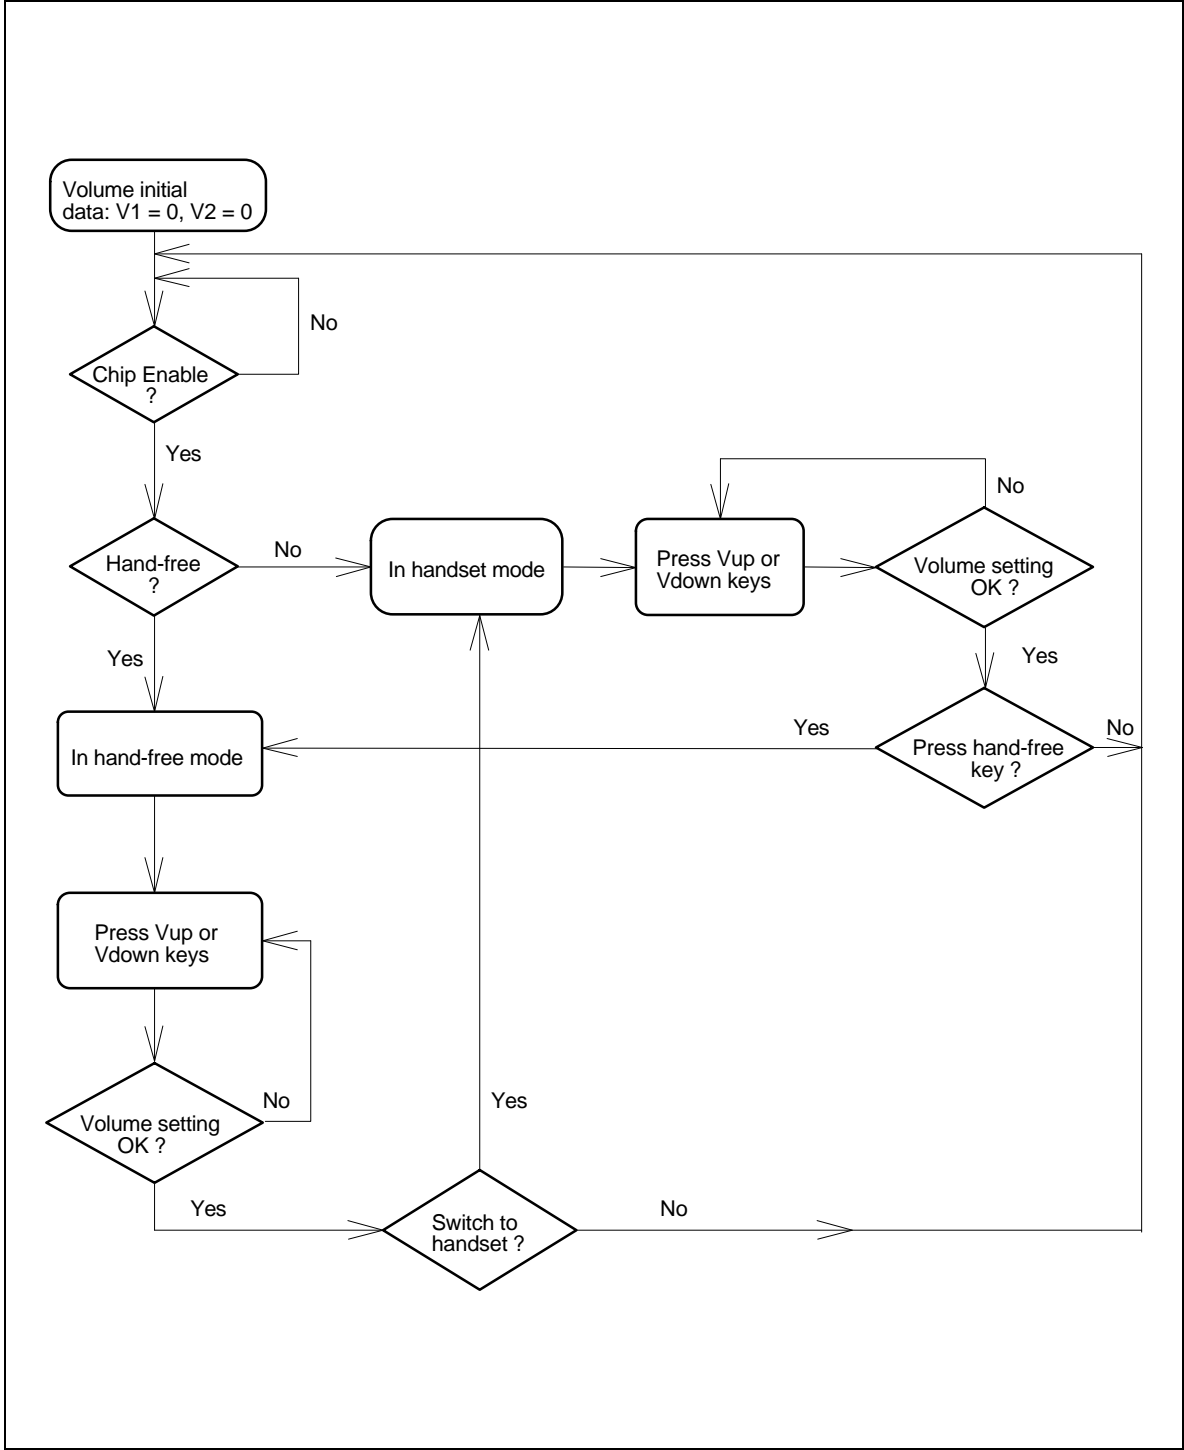 Volume initial
data: V1 = 0, V2 = 0
No
Chip Enable
?
Yes
No
Hand-free
?
No
In handset mode
Press Vup or
Vdown keys
Volume setting
OK ?
Yes
Yes
In hand-free mode
Yes
Press hand-free
key ?
No
Press Vup or
Vdown keys
No
Volume setting
OK ?
Yes
Yes
Switch to
handset ?
No